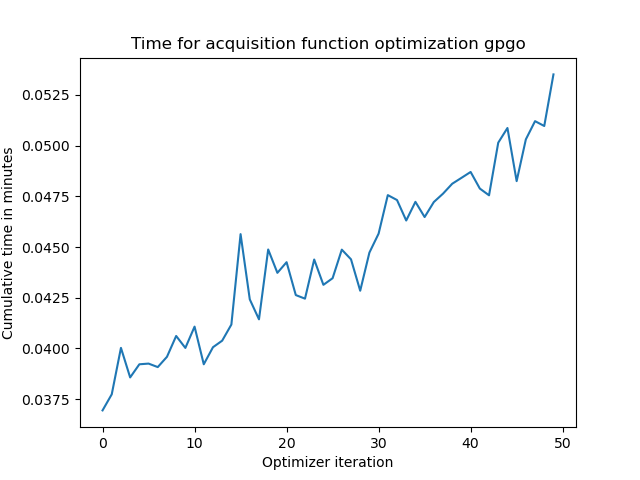 Time for acquisition function optimization gpgo
0.0525
0.0500
0.0475
0.0450
0.0425
0.0400
0.0375
Cumulative time in minutes
0 10 20 30 40 50
Optimizer iteration